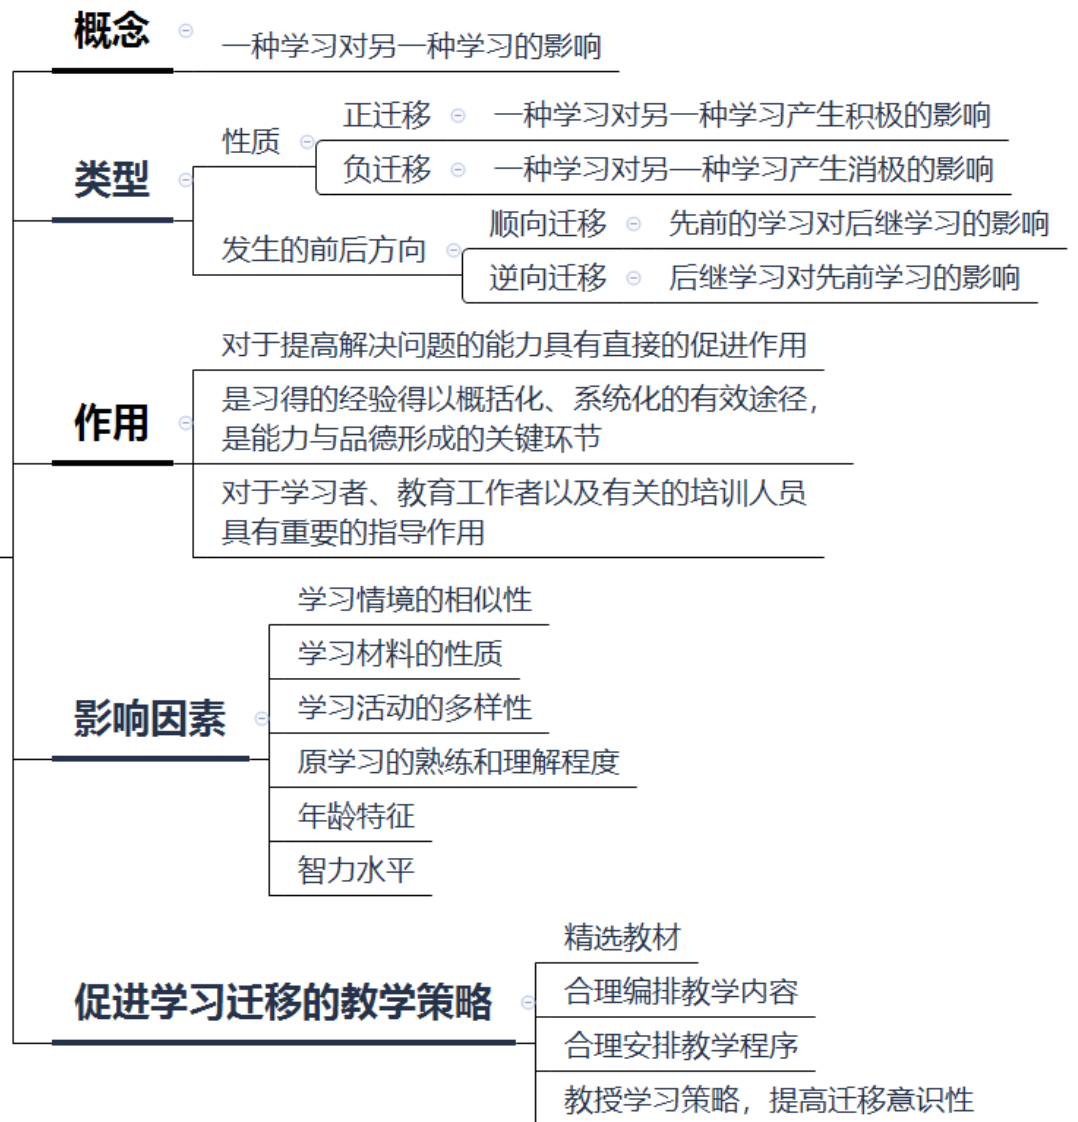 概念
一种学习对另一种学习的影响
类型
性质
正迁移
一种学习对另一种学习产生积极的影响
负迁移
一种学习对另一种学习产生消极的影响
发生的前后方向
顺向迁移
先前的学习对后继学习的影响
逆向迁移
后继学习对先前学习的影响
作用
对于提高解决问题的能力具有直接的促进作用
是习得的经验得以概括化、系统化的有效途径，
是能力与品德形成的关键环节
对于学习者、教育工作者以及有关的培训人员
具有重要的指导作用
影响因素
学习情境的相似性
学习材料的性质
学习活动的多样性
原学习的熟练和理解程度
年龄特征
智力水平
促进学习迁移的教学策略
精选教材
合理编排教学内容
合理安排教学程序
教授学习策略，提高迁移意识性